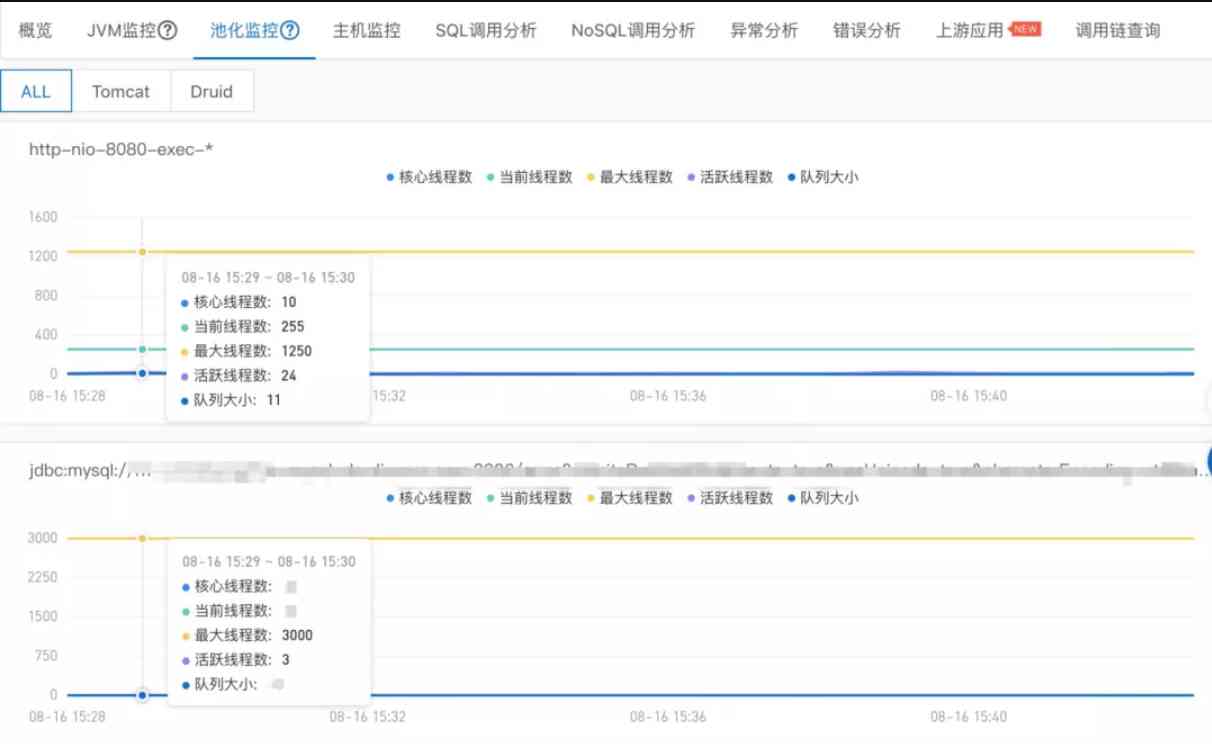 概览 JVM监控? 池化监控? 主机监控 SQL调用分析 NoSQL调用分析 异常分析 错误分析 上游应用 NEW 调用链查询
ALL Tomcat Druid
http-nio-8080-exec-*
核心线程数 当前线程数 最大线程数 活跃线程数 队列大小
1600
1200
800
400
0
08-16 15:29 ~ 08-16 15:30
核心线程数: 10
当前线程数: 255
最大线程数: 1250
活跃线程数: 24
队列大小: 11
08-16 15:28 15:32 08-16 15:36 08-16 15:40
jdbc:mysql:/
核心线程数 当前线程数 最大线程数 活跃线程数 队列大小
3000
2250
1500
750
0
08-16 15:29 ~ 08-16 15:30
核心线程数:
当前线程数:
最大线程数: 3000
活跃线程数: 3
队列大小:
08-16 15:28 08-16 15:32 08-16 15:36 08-16 15:40